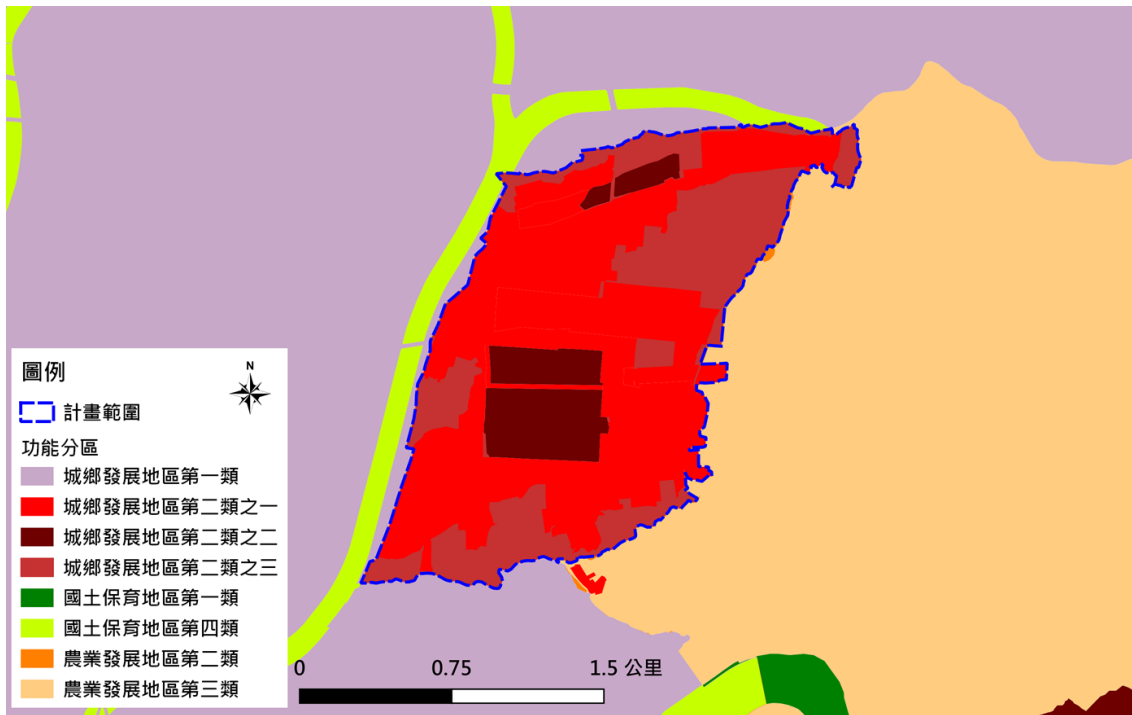 圖例
N
計畫範圍
功能分區
城鄉發展地區第一類
城鄉發展地區第二類之一
城鄉發展地區第二類之二
城鄉發展地區第二類之三
國土保育地區第一類
國土保育地區第四類
農業發展地區第二類
農業發展地區第三類
0 0.75 1.5 公里